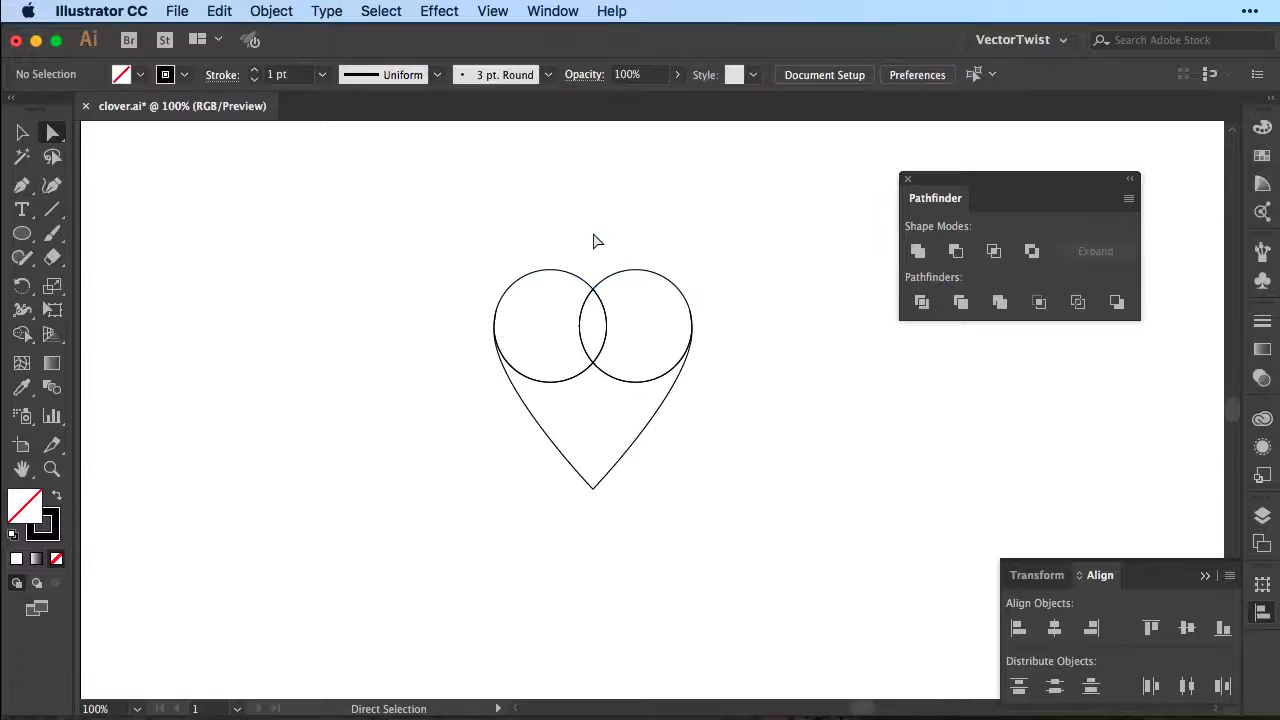 Illustrator CC File Edit Object Type Select Effect View Window Help
Ai Br St VectorTwist Search Adobe Stock
No Selection Stroke: 1 pt Uniform 3 pt. Round Opacity: 100% Style: Document Setup Preferences
clover.ai* @ 100% (RGB/Preview)
Pathfinder
Shape Modes:
Expand
Pathfinders:
Transform Align
Align Objects:
Distribute Objects:
100% 1 Direct Selection